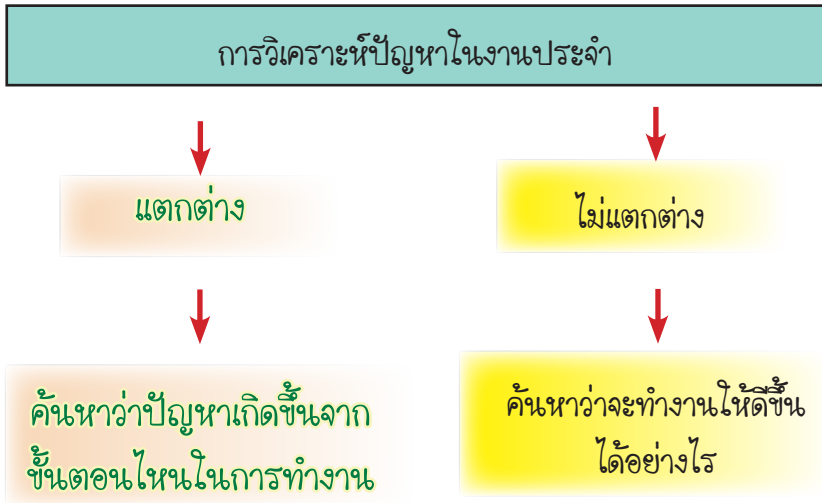 การวิเคราะห์ปัญหาในงานประจำ
แตกต่าง
ไม่แตกต่าง
ค้นหาว่าปัญหาเกิดขึ้นจาก
ขั้นตอนไหนในการทำงาน
ค้นหาว่าจะทำงานให้ดีขึ้น
ได้อย่างไร